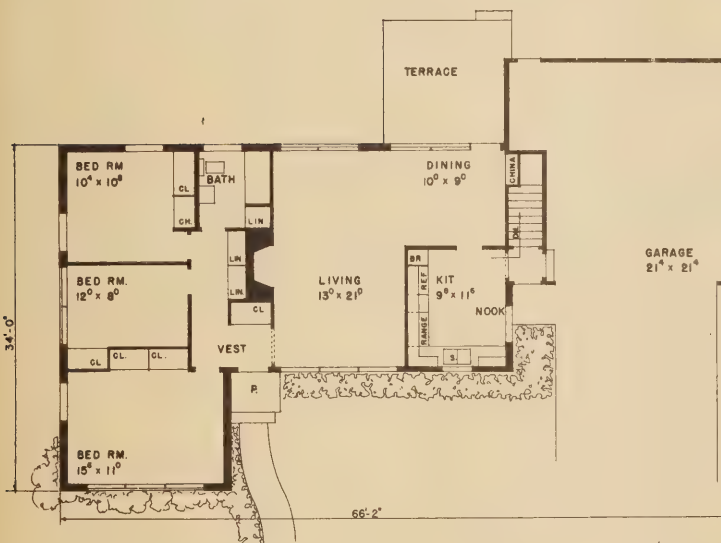 TERRACE
BED RM
10⁴ x 10⁸
CL
CH.
BATH
LIN
DINING
10⁰ x 9⁰
CHINA
DN.
GARAGE
21⁴ x 21⁴
BED RM.
12⁰ x 8⁰
LIN
LIN.
CL
LIVING
13⁰ x 21⁰
BR
REF
RANGE
KIT
9⁸ x 11⁶
NOOK
S.
34'-0"
CL
CL.
CL.
VEST
P.
BED RM.
15⁶ x 11⁰
66'-2"